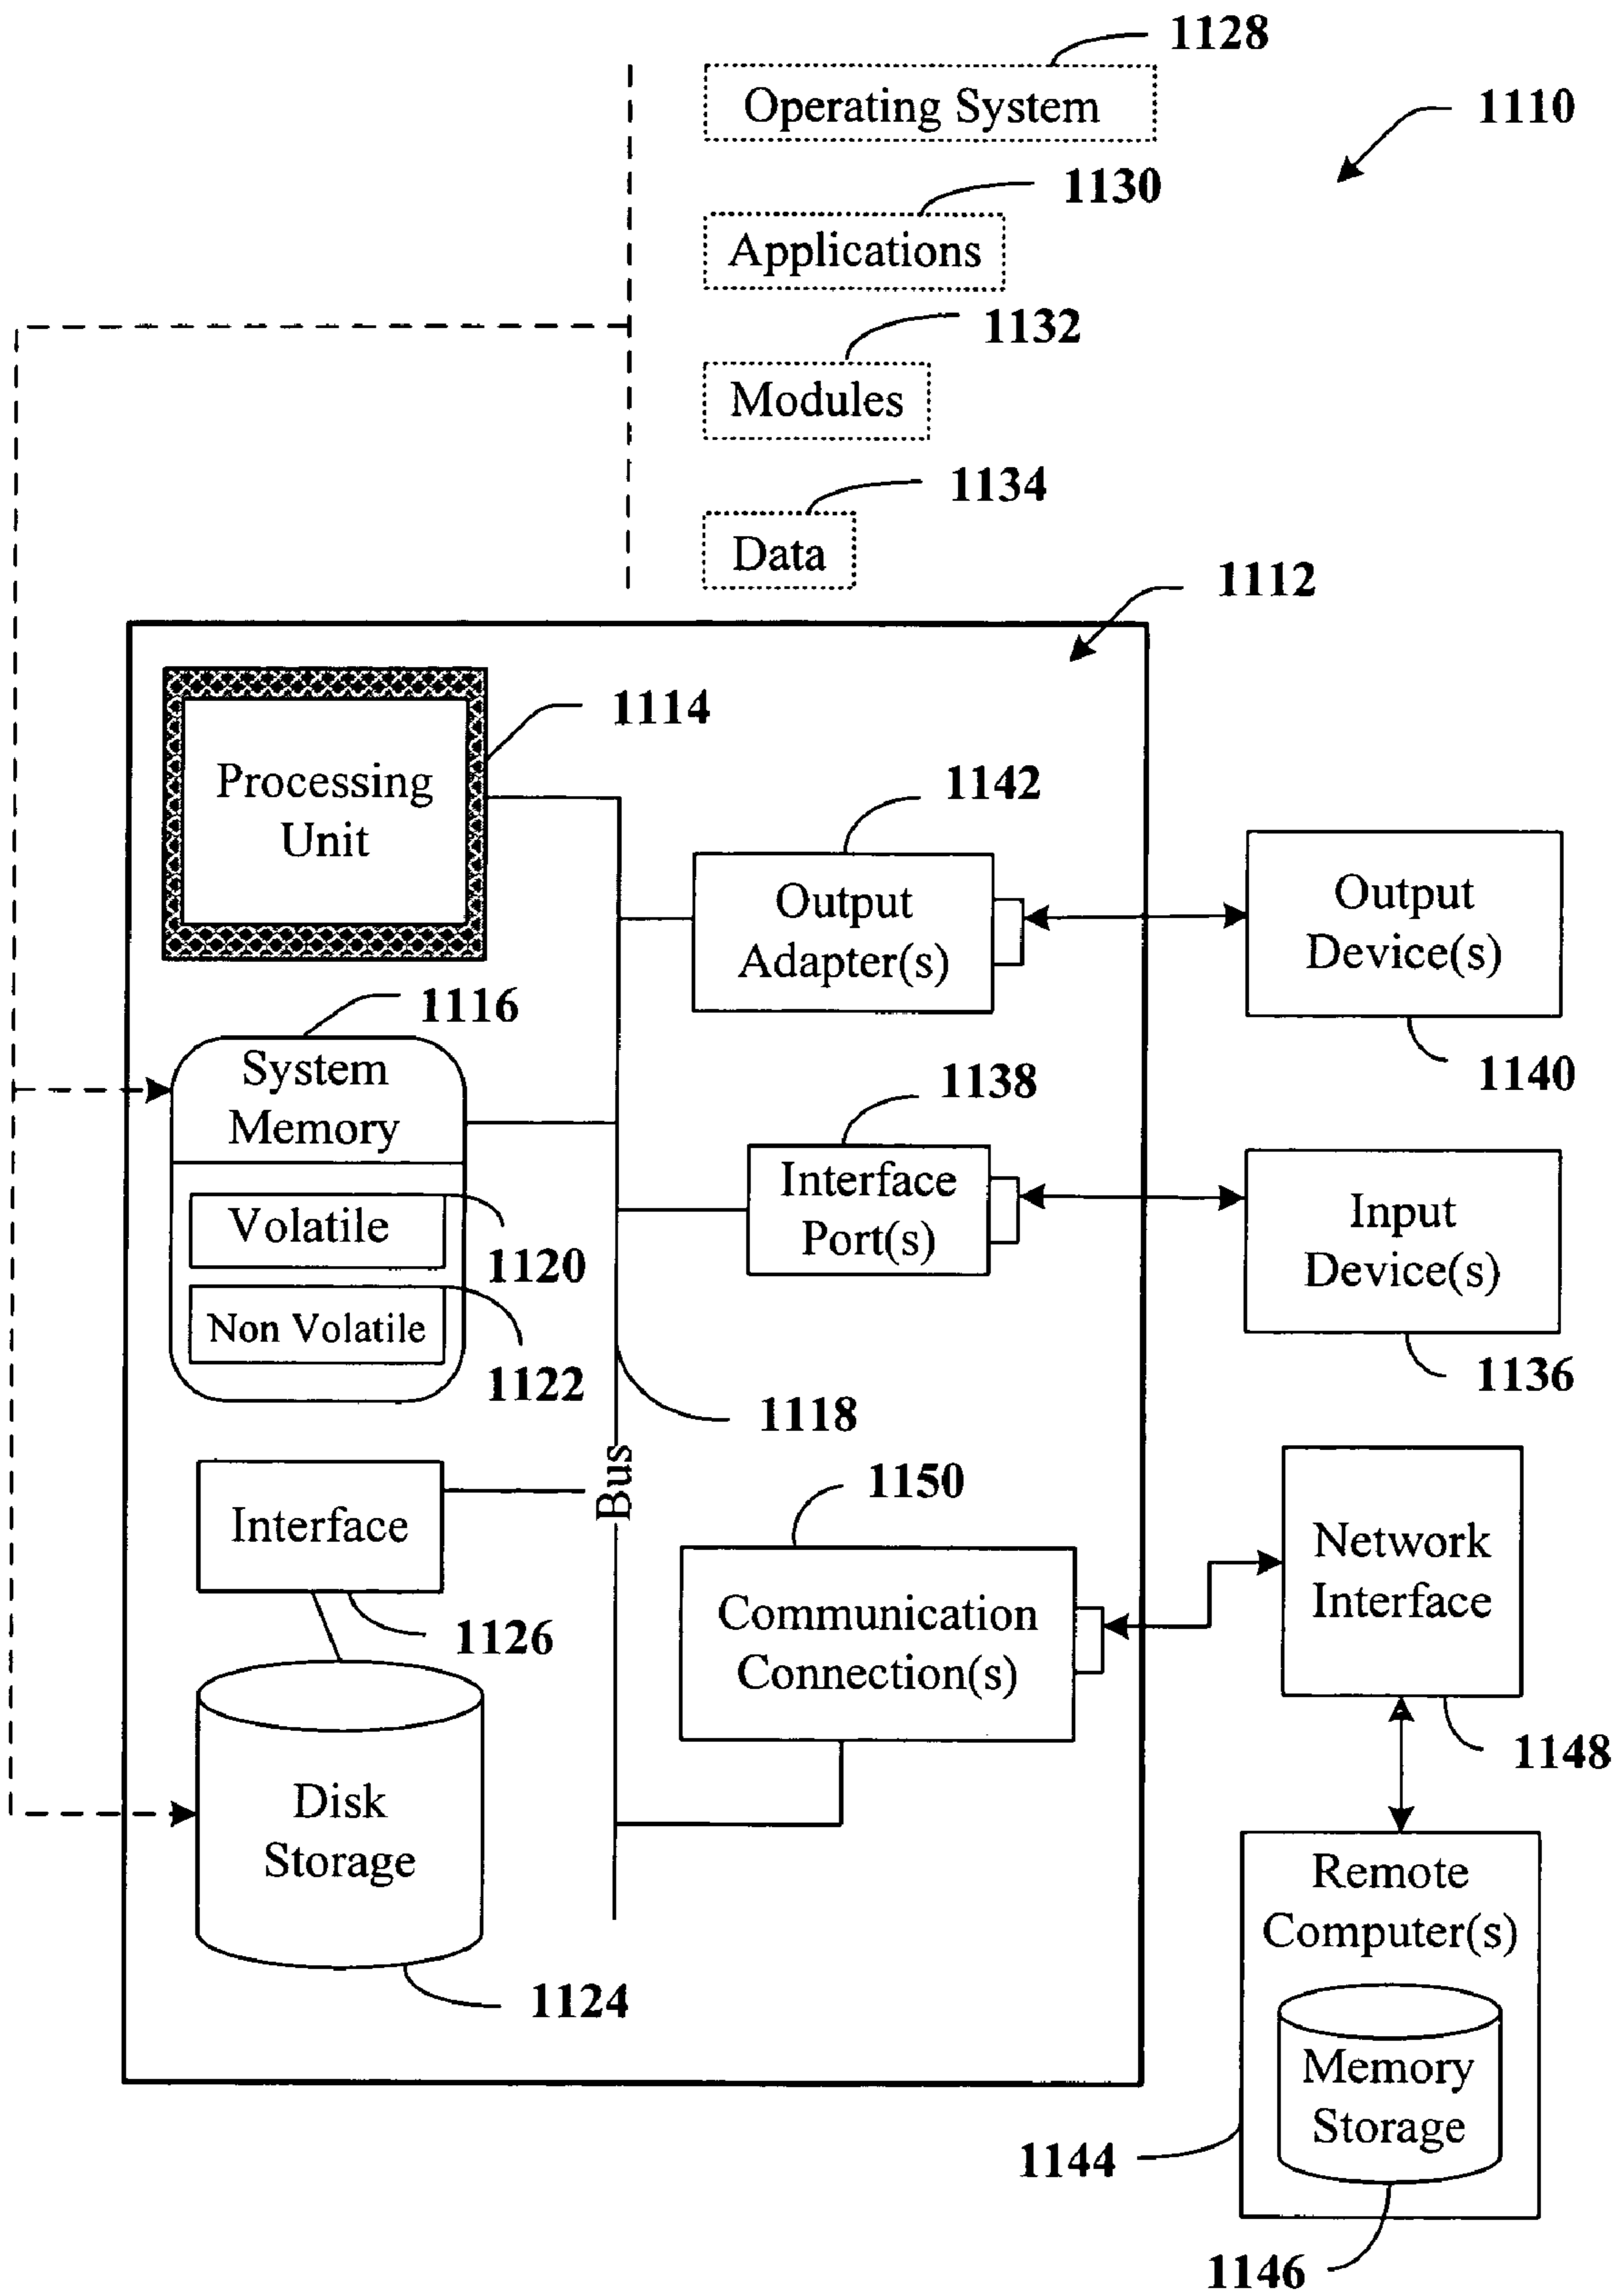 1128
Operating System
1110
1130
Applications
1132
Modules
1134
Data
1112
1114
Processing
Unit
1142
Output
Adapter(s)
Output
Device(s)
1140
1116
System
Memory
1138
Interface
Port(s)
Input
Device(s)
1136
Volatile
1120
Non Volatile
1122
1118
Bus
1150
Interface
1126
Communication
Connection(s)
Network
Interface
1148
Disk
Storage
1124
Remote
Computer(s)
Memory
Storage
1144
1146